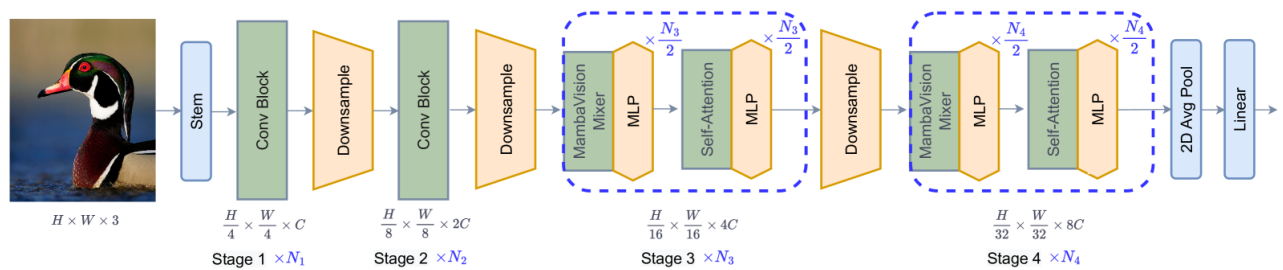 Stem
Conv Block
Downsample
Conv Block
Downsample
MambaVision
Mixer
MLP
× N₃/2
Self-Attention
MLP
× N₃/2
Downsample
MambaVision
Mixer
MLP
× N₄/2
Self-Attention
MLP
× N₄/2
2D Avg Pool
Linear
H × W × 3
H/4 × W/4 × C
H/8 × W/8 × 2C
H/16 × W/16 × 4C
H/32 × W/32 × 8C
Stage 1 ×N₁
Stage 2 ×N₂
Stage 3 ×N₃
Stage 4 ×N₄